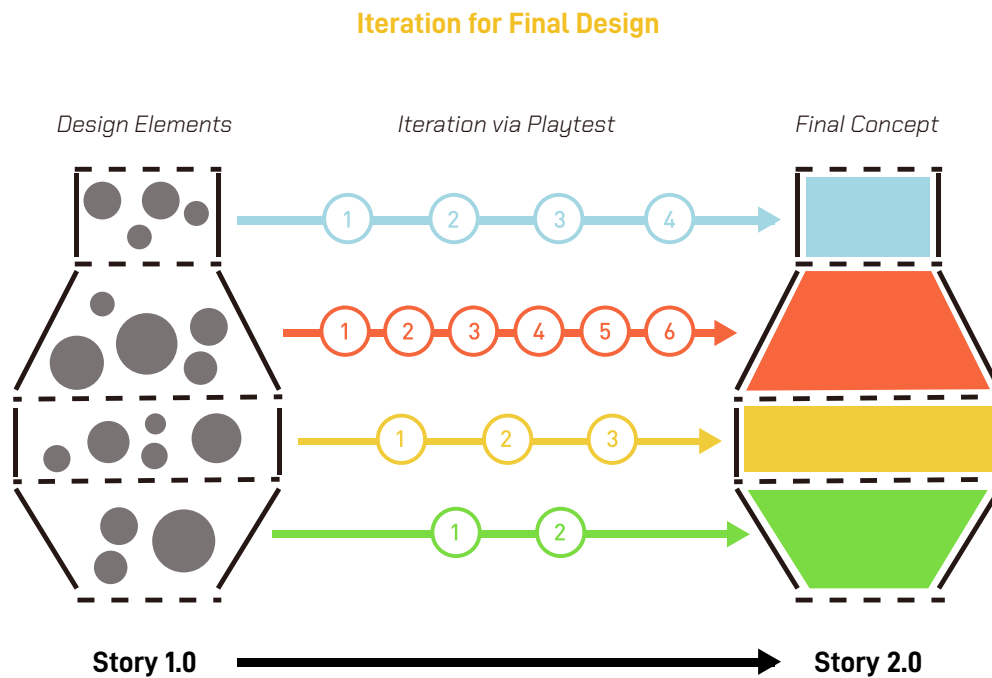 Iteration for Final Design
Design Elements
Iteration via Playtest
Final Concept
1 2 3 4
1 2 3 4 5 6
1 2 3
1 2
Story 1.0
Story 2.0